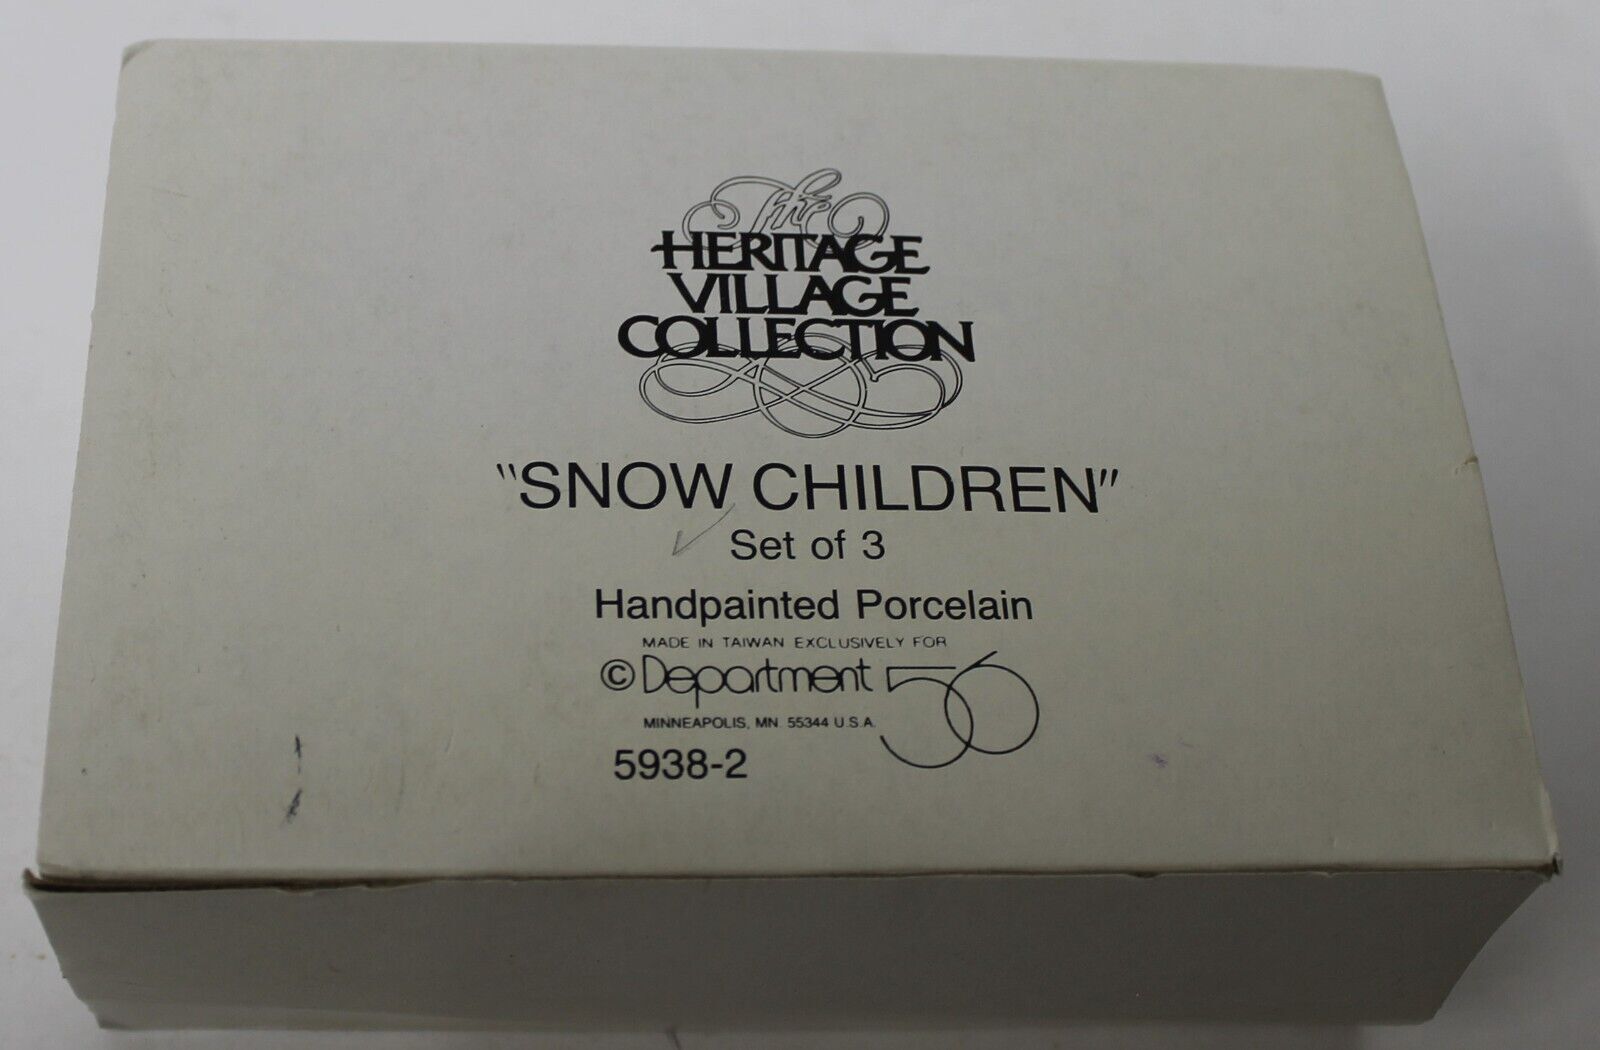 The
HERITAGE
VILLAGE
COLLECTION
"SNOW CHILDREN"
Set of 3
Handpainted Porcelain
MADE IN TAIWAN EXCLUSIVELY FOR
©Department 56
MINNEAPOLIS, MN 55344 U.S.A.
5938-2